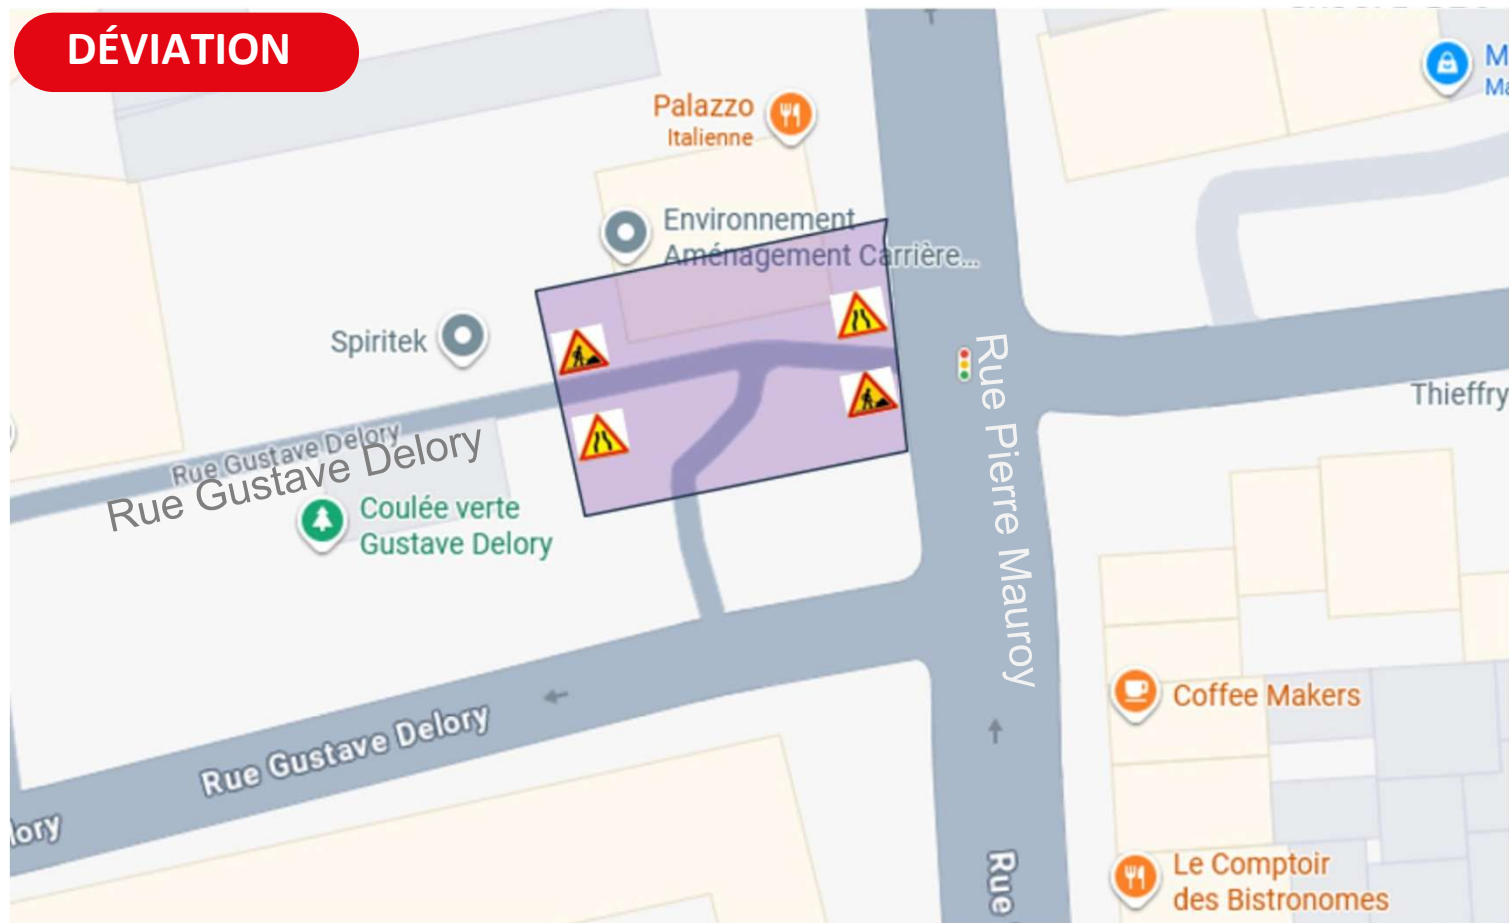 DÉVIATION
M
Ma
Palazzo
Italienne
Environnement
Aménagement Carrière...
Spiritek
Rue Pierre Mauroy
Thieffry
Rue Gustave Delory
Rue Gustave Delory
Coulée verte
Gustave Delory
Coffee Makers
Rue Gustave Delory
lory
Rue
Le Comptoir
des Bistronomes